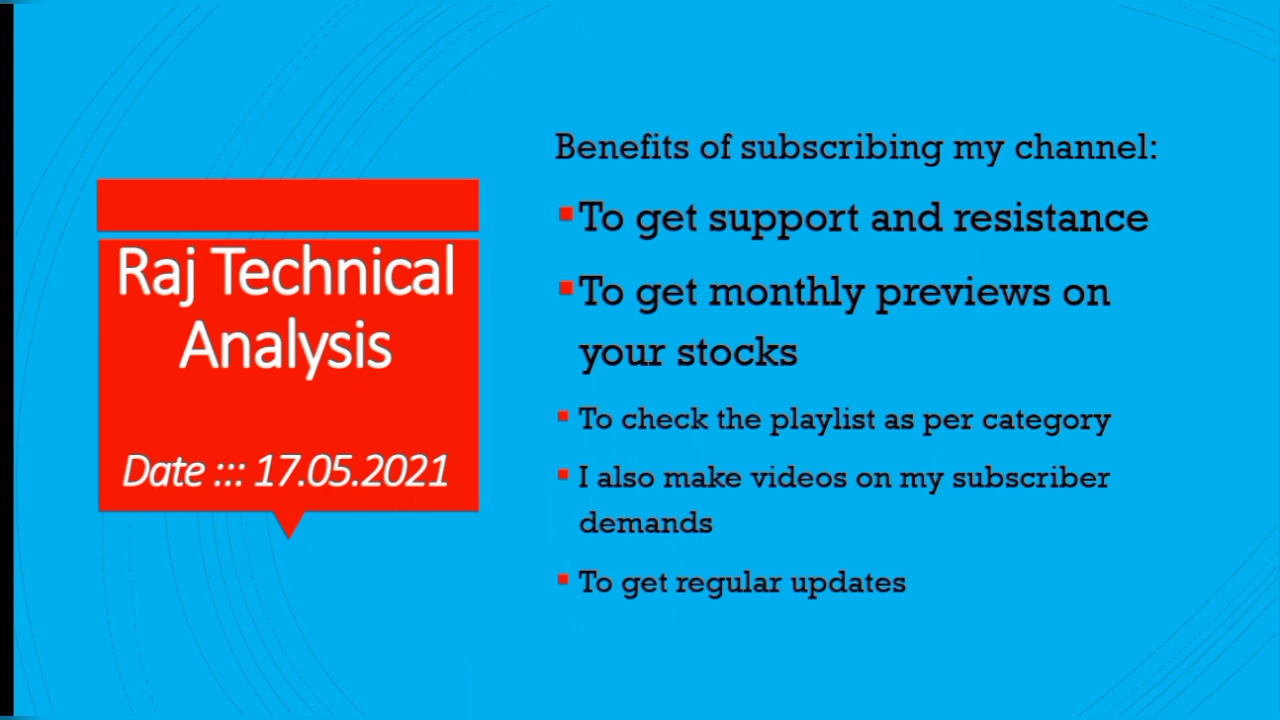 Raj Technical
Analysis
Date ::: 17.05.2021
Benefits of subscribing my channel:
To get support and resistance
To get monthly previews on
your stocks
To check the playlist as per category
I also make videos on my subscriber
demands
To get regular updates